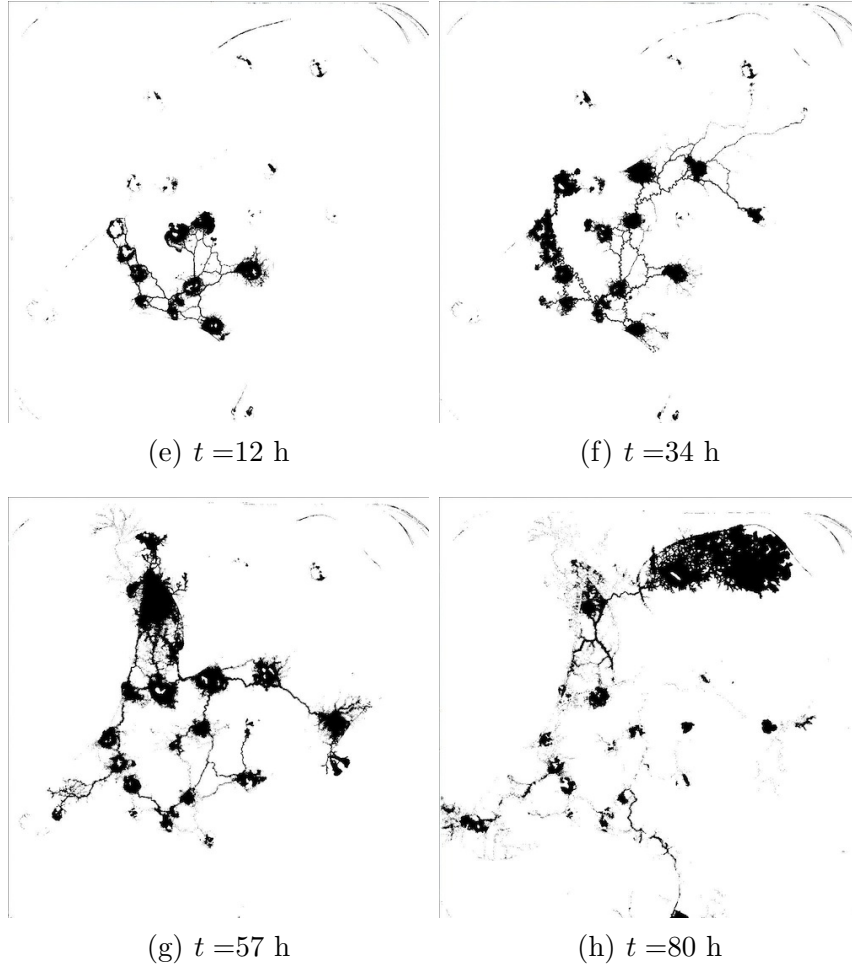 (e) t =12 h
(f) t =34 h
(g) t =57 h
(h) t =80 h